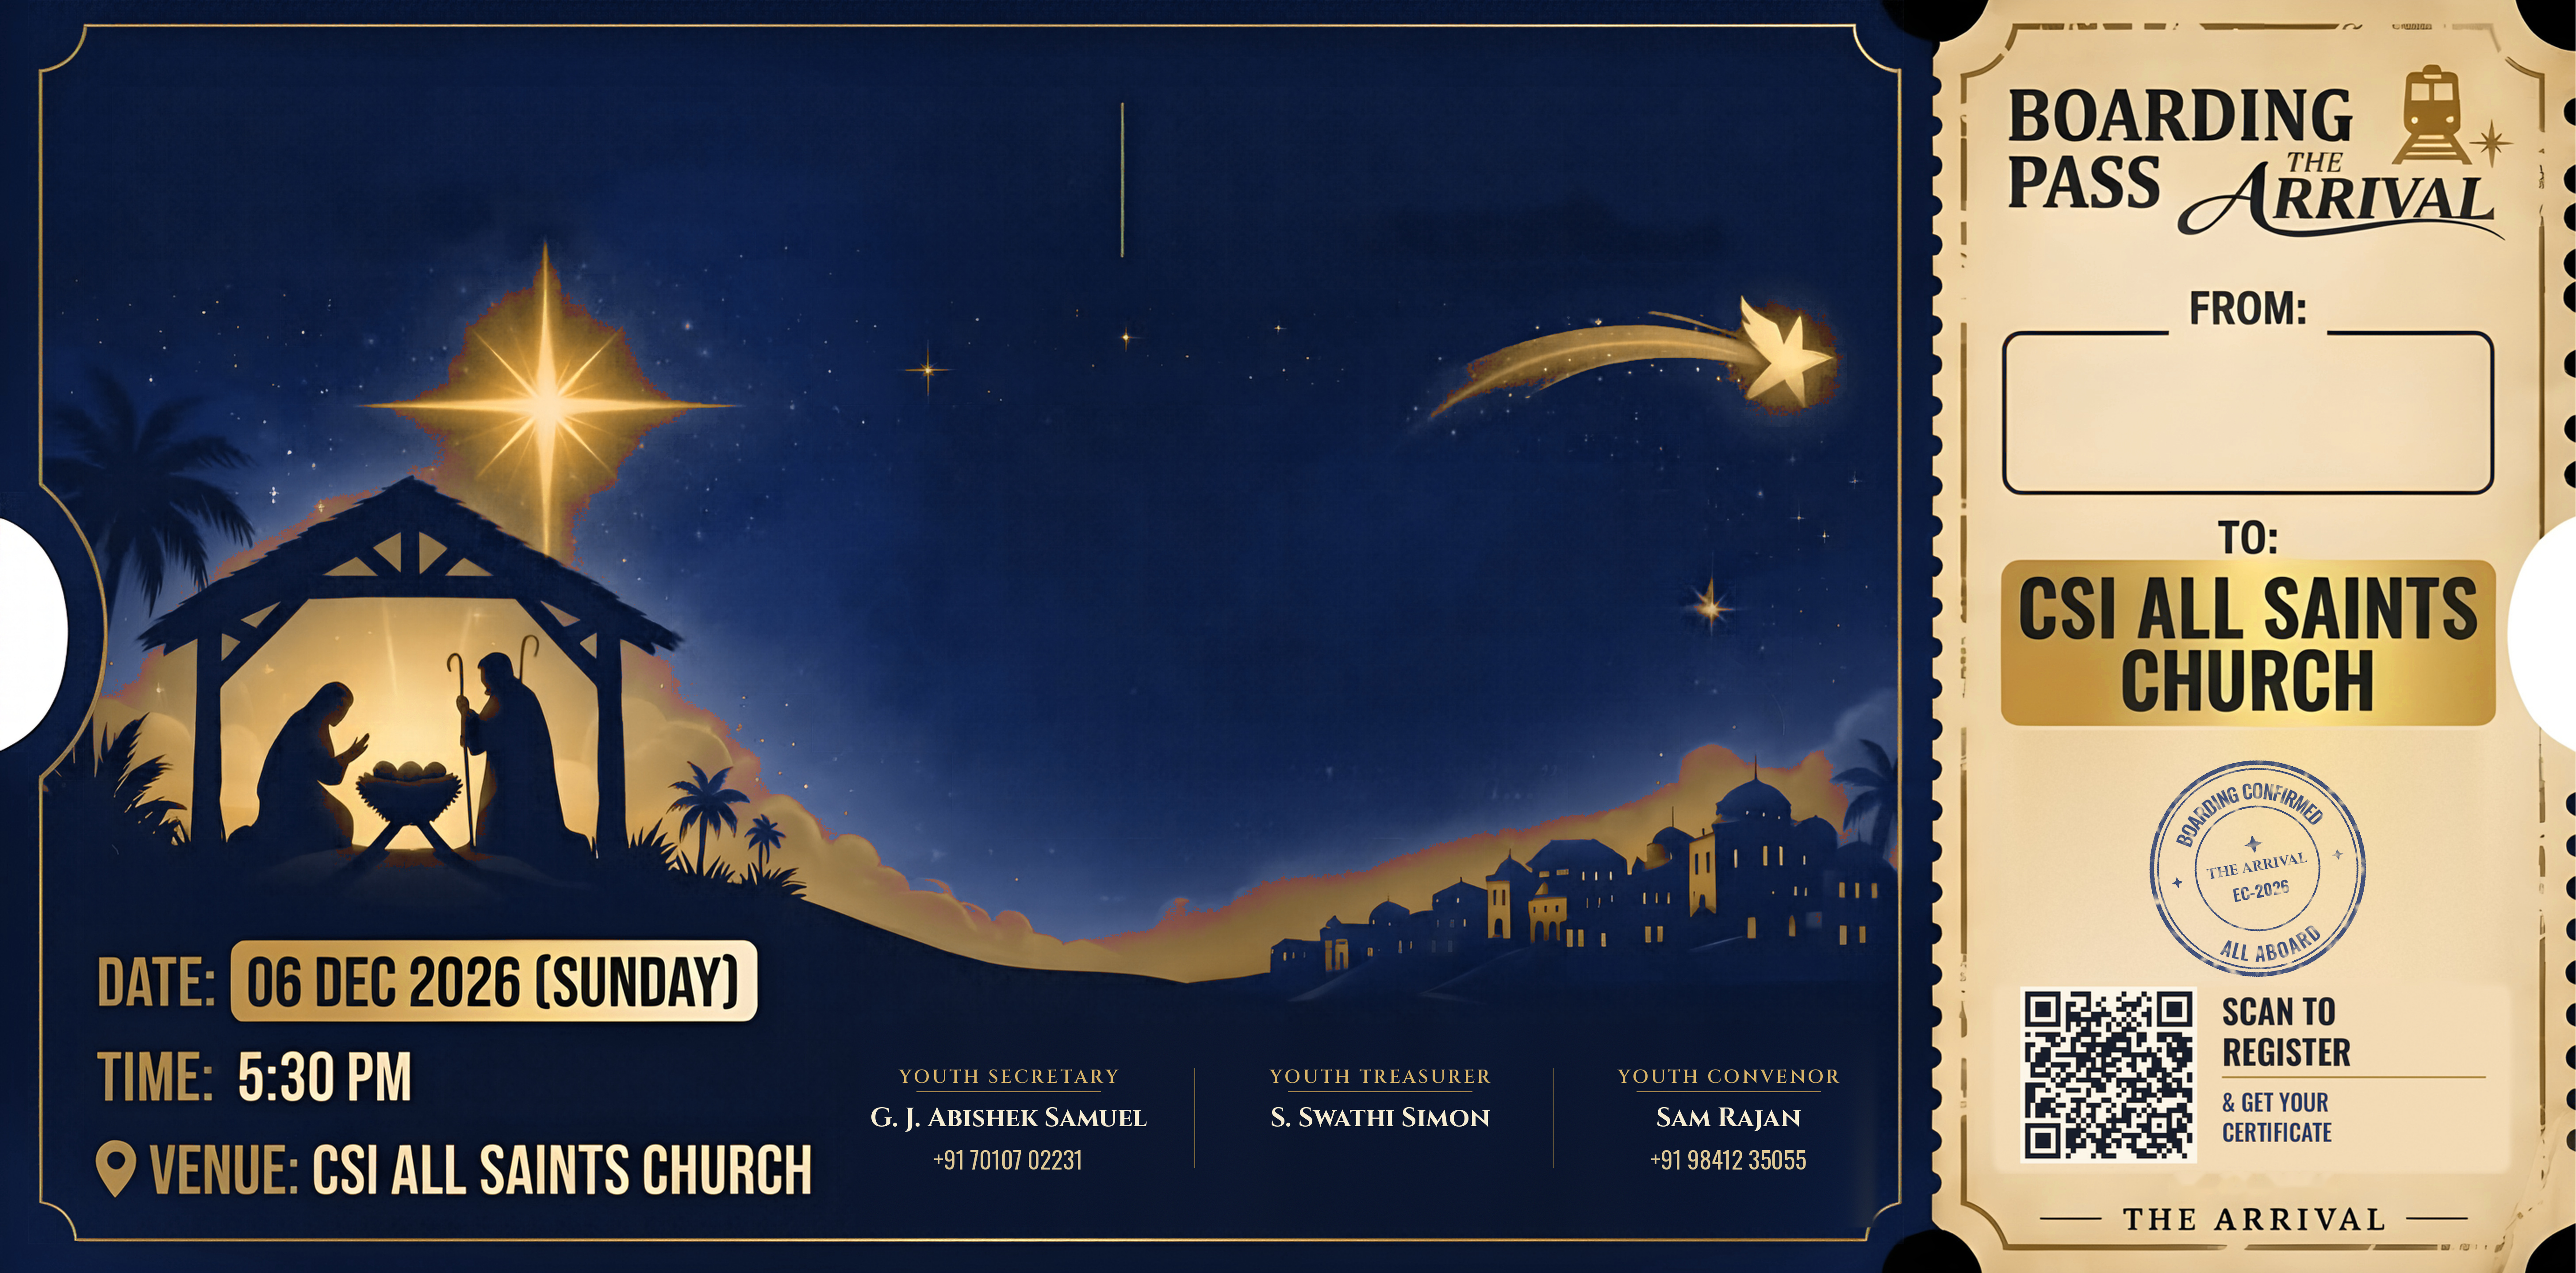 DATE: 06 DEC 2026 (SUNDAY)
TIME: 5:30 PM
VENUE: CSI ALL SAINTS CHURCH
YOUTH SECRETARY
G. J. ABISHEK SAMUEL
+91 70107 02231
YOUTH TREASURER
S. SWATHI SIMON
YOUTH CONVENOR
SAM RAJAN
+91 98412 35055
BOARDING
PASS
THE
ARRIVAL
FROM:
TO:
CSI ALL SAINTS
CHURCH
BOARDING CONFIRMED
THE ARRIVAL
EC-2026
ALL ABOARD
SCAN TO
REGISTER
& GET YOUR
CERTIFICATE
THE ARRIVAL